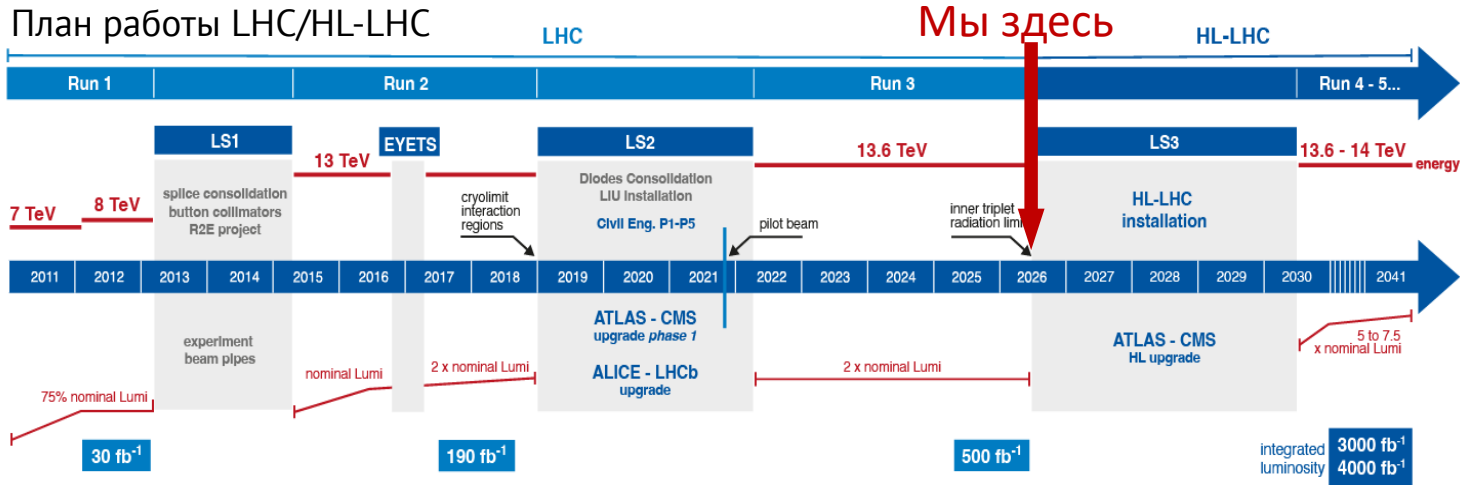 План работы LHC/HL-LHC
Мы здесь
LHC
HL-LHC
Run 1
Run 2
Run 3
Run 4 - 5...
LS1
EYETS
LS2
LS3
13 TeV
13.6 TeV
13.6 - 14 TeV
energy
7 TeV
8 TeV
splice consolidation
button collimators
R2E project
cryolimit
interaction
regions
Diodes Consolidation
LIU Installation
Civil Eng. P1-P5
pilot beam
inner triplet
radiation limi
HL-LHC
installation
2011
2012
2013
2014
2015
2016
2017
2018
2019
2020
2021
2022
2023
2024
2025
2026
2027
2028
2029
2030
2041
experiment
beam pipes
ATLAS - CMS
upgrade phase 1
ALICE - LHCb
upgrade
ATLAS - CMS
HL upgrade
5 to 7.5
x nominal Lumi
75% nominal Lumi
nominal Lumi
2 x nominal Lumi
2 x nominal Lumi
30 fb⁻¹
190 fb⁻¹
500 fb⁻¹
integrated
luminosity
3000 fb⁻¹
4000 fb⁻¹